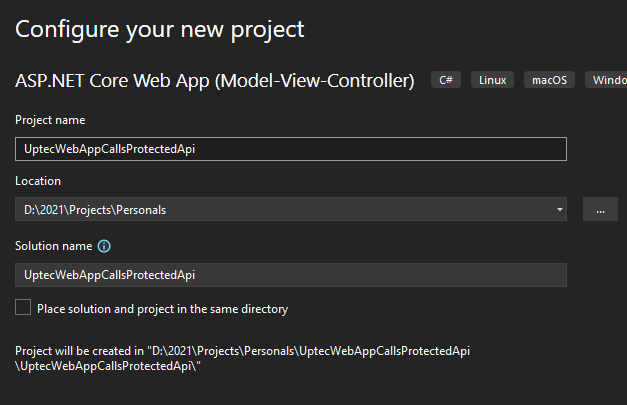 Configure your new project
ASP.NET Core Web App (Model-View-Controller) C# Linux macOS Windo
Project name
UptecWebAppCallsProtectedApi
Location
D:\2021\Projects\Personals ...
Solution name
UptecWebAppCallsProtectedApi
Place solution and project in the same directory
Project will be created in "D:\2021\Projects\Personals\UptecWebAppCallsProtectedApi
\UptecWebAppCallsProtectedApi\"